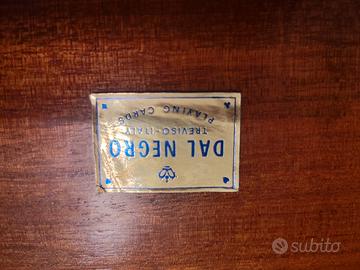 DAL NEGRO
TREVISO-ITALY
PLAYING CARDS
subito